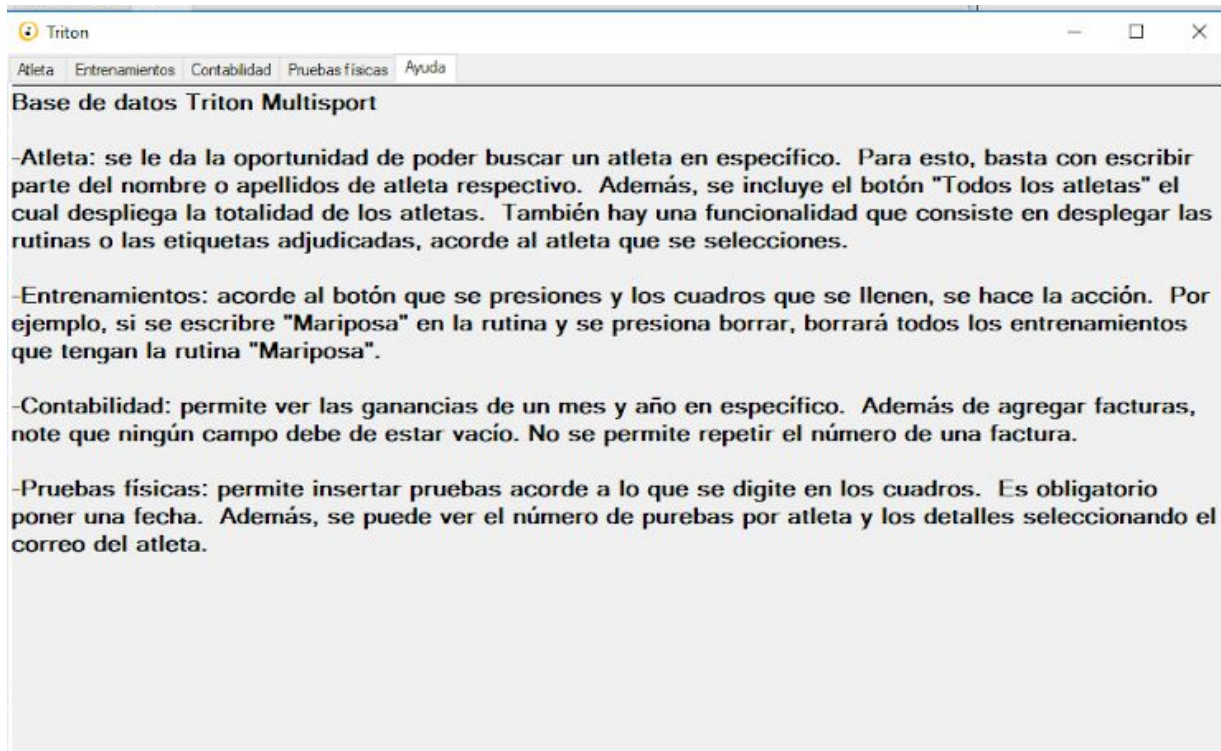 Triton
Atleta Entrenamientos Contabilidad Pruebas físicas Ayuda
Base de datos Triton Multisport
-Atleta: se le da la oportunidad de poder buscar un atleta en específico. Para esto, basta con escribir
parte del nombre o apellidos de atleta respectivo. Además, se incluye el botón "Todos los atletas" el
cual despliega la totalidad de los atletas. También hay una funcionalidad que consiste en desplegar las
rutinas o las etiquetas adjudicadas, acorde al atleta que se selecciones.
-Entrenamientos: acorde al botón que se presiones y los cuadros que se llenen, se hace la acción. Por
ejemplo, si se escribe "Mariposa" en la rutina y se presiona borrar, borrará todos los entrenamientos
que tengan la rutina "Mariposa".
-Contabilidad: permite ver las ganancias de un mes y año en específico. Además de agregar facturas,
note que ningún campo debe de estar vacío. No se permite repetir el número de una factura.
-Pruebas físicas: permite insertar pruebas acorde a lo que se digite en los cuadros. Es obligatorio
poner una fecha. Además, se puede ver el número de purebas por atleta y los detalles seleccionando el
correo del atleta.